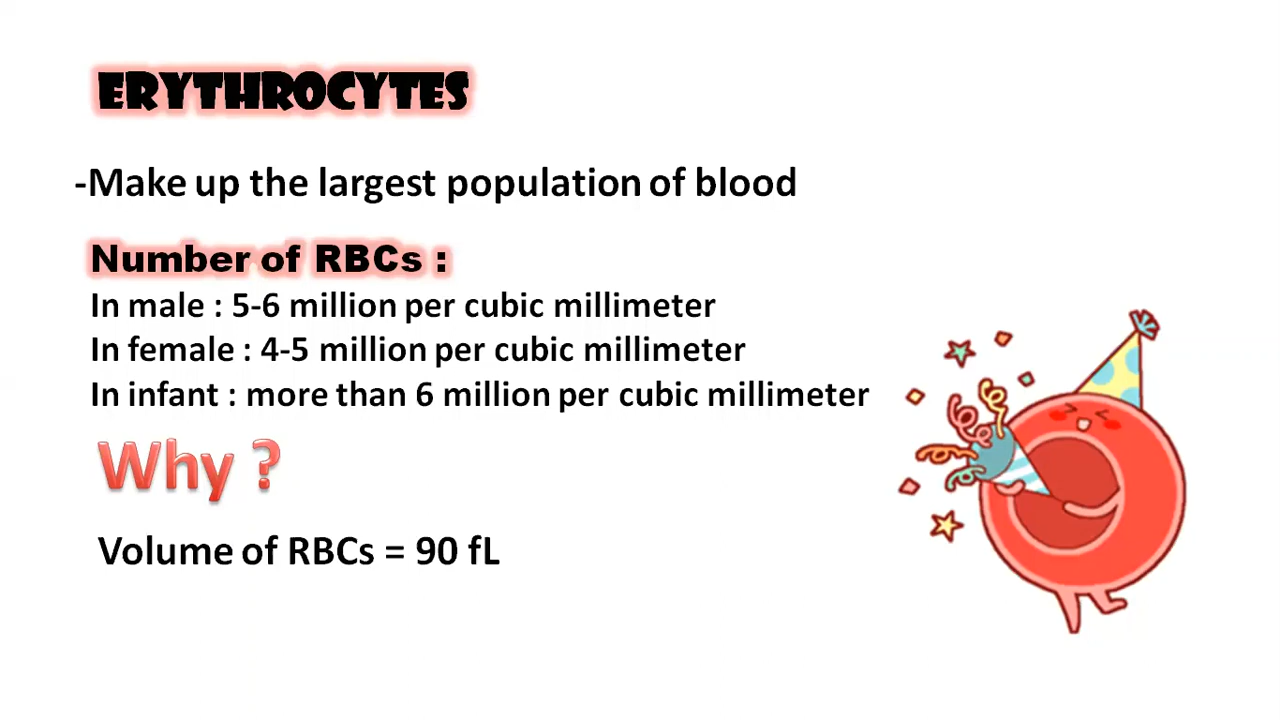 ERYTHROCYTES
-Make up the largest population of blood
Number of RBCs :
In male : 5-6 million per cubic millimeter
In female : 4-5 million per cubic millimeter
In infant : more than 6 million per cubic millimeter
Why ?
Volume of RBCs = 90 fL